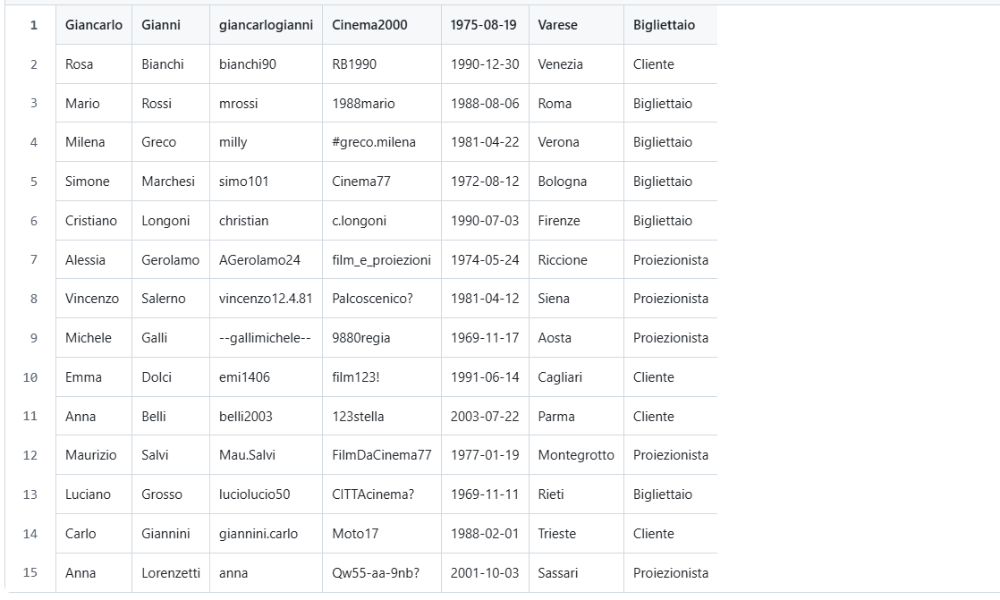 1 Giancarlo Gianni giancarlogianni Cinema2000 1975-08-19 Varese Bigliettaio
2 Rosa Bianchi bianchi90 RB1990 1990-12-30 Venezia Cliente
3 Mario Rossi mrossi 1988mario 1988-08-06 Roma Bigliettaio
4 Milena Greco milly #greco.milena 1981-04-22 Verona Bigliettaio
5 Simone Marchesi simo101 Cinema77 1972-08-12 Bologna Bigliettaio
6 Cristiano Longoni christian c.longoni 1990-07-03 Firenze Bigliettaio
7 Alessia Gerolamo AGerolamo24 film_e_proiezioni 1974-05-24 Riccione Proiezionista
8 Vincenzo Salerno vincenzo12.4.81 Palcoscenico? 1981-04-12 Siena Proiezionista
9 Michele Galli --gallimichele-- 9880regia 1969-11-17 Aosta Proiezionista
10 Emma Dolci emi1406 film123! 1991-06-14 Cagliari Cliente
11 Anna Belli belli2003 123stella 2003-07-22 Parma Cliente
12 Maurizio Salvi Mau.Salvi FilmDaCinema77 1977-01-19 Montegrotto Proiezionista
13 Luciano Grosso luciolucio50 CITTAcinema? 1969-11-11 Rieti Bigliettaio
14 Carlo Giannini giannini.carlo Moto17 1988-02-01 Trieste Cliente
15 Anna Lorenzetti anna Qw55-aa-9nb? 2001-10-03 Sassari Proiezionista